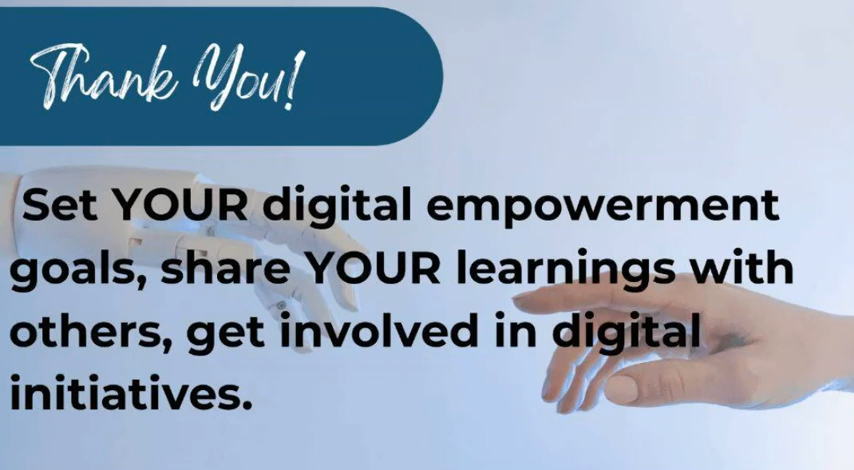 Thank You!
Set YOUR digital empowerment
goals, share YOUR learnings with
others, get involved in digital
initiatives.